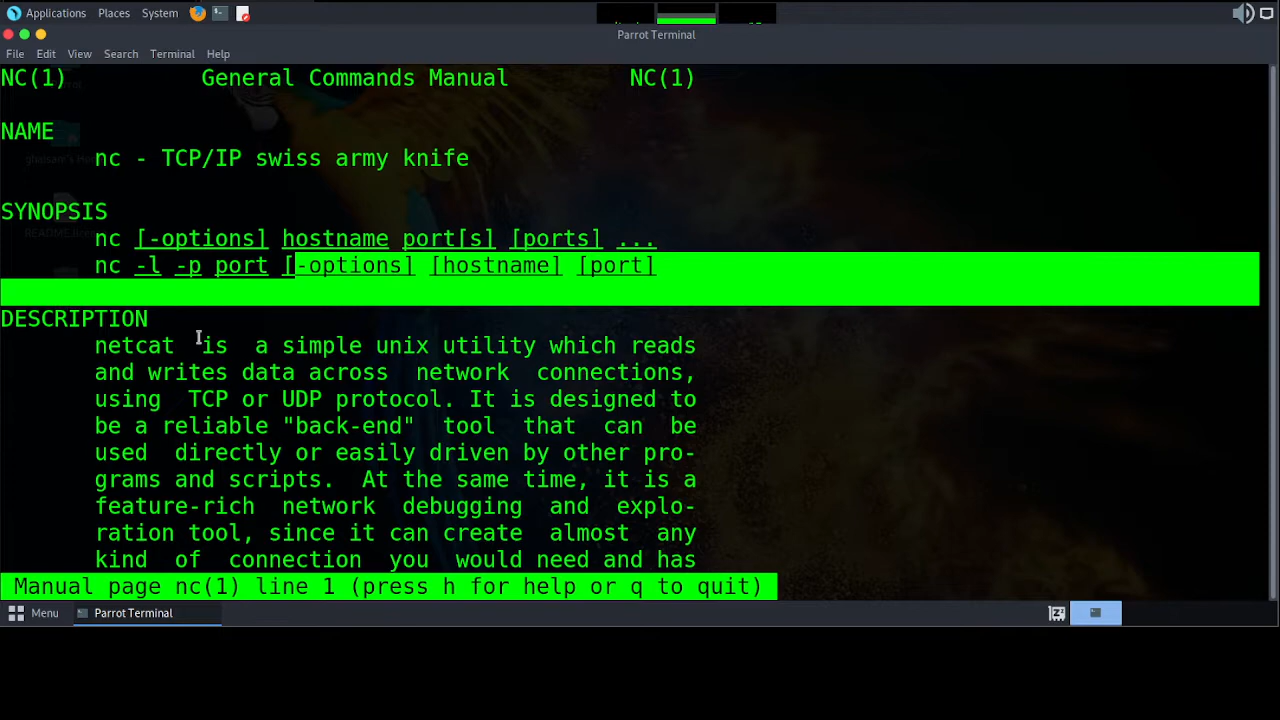 Applications Places System
Parrot Terminal
File Edit View Search Terminal Help
NC(1) General Commands Manual NC(1)
NAME
nc - TCP/IP swiss army knife
SYNOPSIS
nc [-options] hostname port[s] [ports] ...
nc -l -p port [-options] [hostname] [port]
DESCRIPTION
netcat is a simple unix utility which reads
and writes data across network connections,
using TCP or UDP protocol. It is designed to
be a reliable "back-end" tool that can be
used directly or easily driven by other pro-
grams and scripts. At the same time, it is a
feature-rich network debugging and explo-
ration tool, since it can create almost any
kind of connection you would need and has
Manual page nc(1) line 1 (press h for help or q to quit)
Menu Parrot Terminal